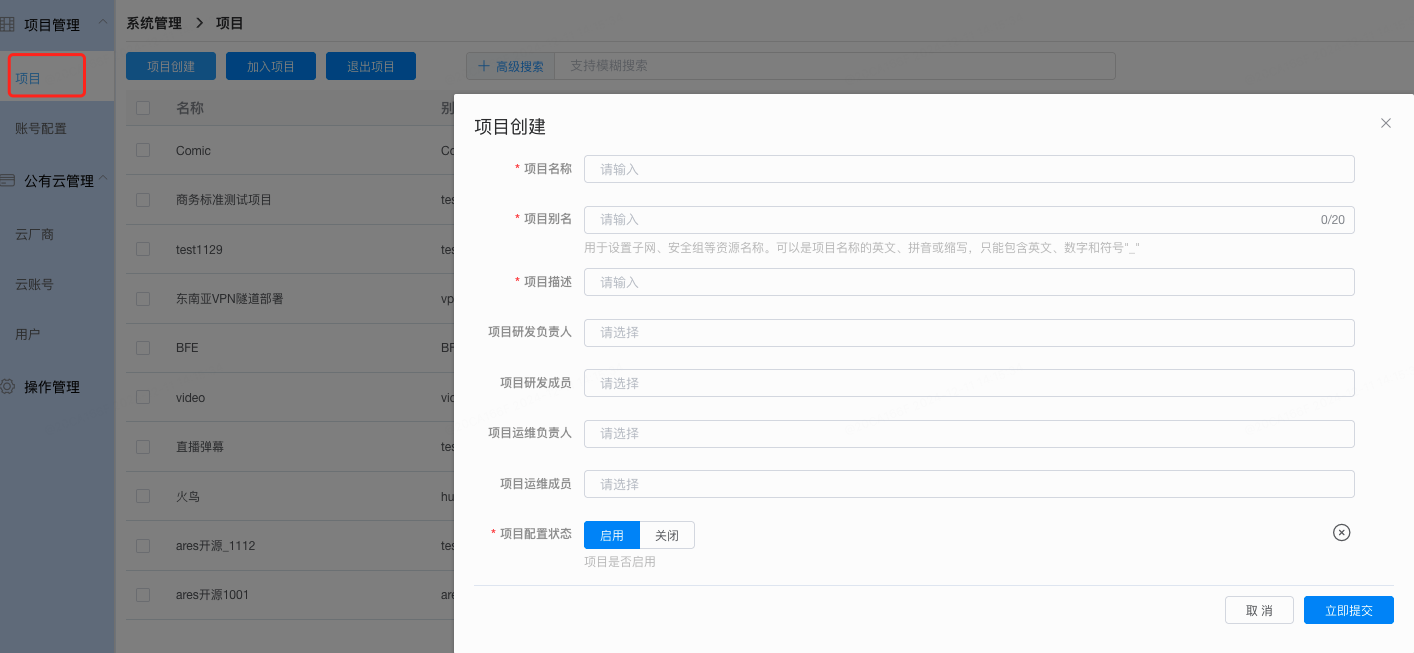 项目管理
项目
账号配置
公有云管理
云厂商
云账号
用户
操作管理
系统管理 > 项目
项目创建 加入项目 退出项目 + 高级搜索 支持模糊搜索
名称 别
Comic Co
商务标准测试项目 tes
test1129 tes
东南亚VPN隧道部署 vp
BFE BF
video vid
直播弹幕 tes
火鸟 hu
ares开源_1112 tes
ares开源1001 are
项目创建
* 项目名称 请输入
* 项目别名 请输入 0/20
用于设置子网、安全组等资源名称。可以是项目名称的英文、拼音或缩写，只能包含英文、数字和符号"_"
* 项目描述 请输入
项目研发负责人 请选择
项目研发成员 请选择
项目运维负责人 请选择
项目运维成员 请选择
* 项目配置状态 启用 关闭
项目是否启用
取 消 立即提交